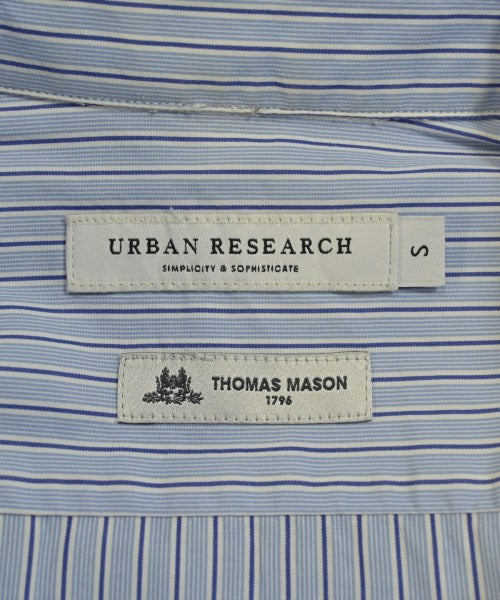 URBAN RESEARCH
SIMPLICITY & SOPHISTICATE
S
THOMAS MASON
1796